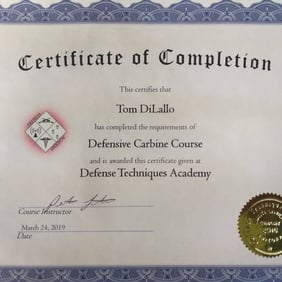 Certificate of Completion
This certifies that
Tom DiLallo
has completed the requirements of
Defensive Carbine Course
and is awarded this certificate given at
Defense Techniques Academy
Course Instructor
March 24, 2019
Date